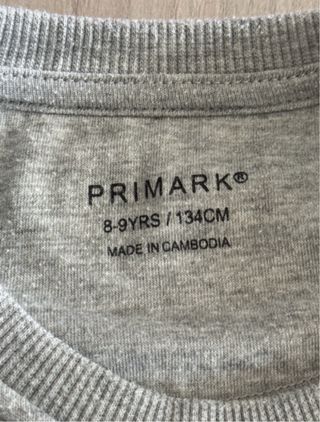 PRIMARK®
8-9YRS / 134CM
MADE IN CAMBODIA